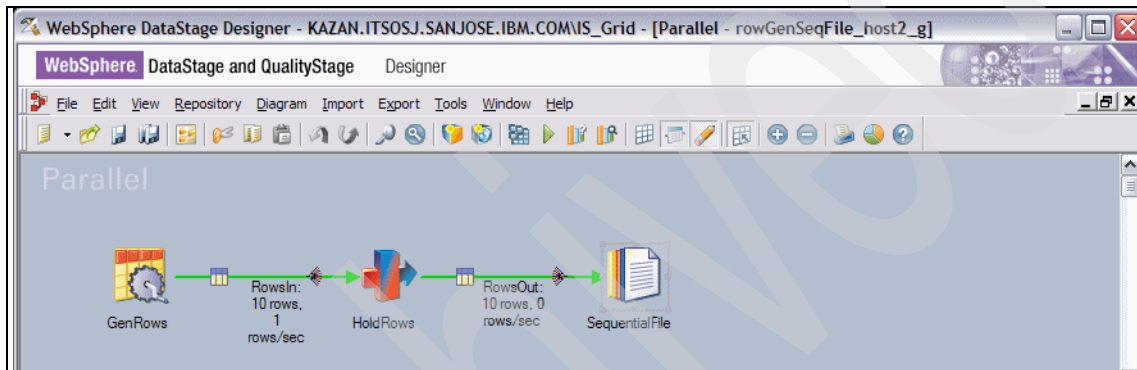 WebSphere DataStage Designer - KAZAN.ITSOSJ.SANJOSE.IBM.COM\IS_Grid - [Parallel - rowGenSeqFile_host2_g]
WebSphere. DataStage and QualityStage Designer
File Edit View Repository Diagram Import Export Tools Window Help
Parallel
RowsIn:
10 rows,
1
rows/sec
RowsOut:
10 rows, 0
rows/sec
GenRows HoldRows SequentialFile